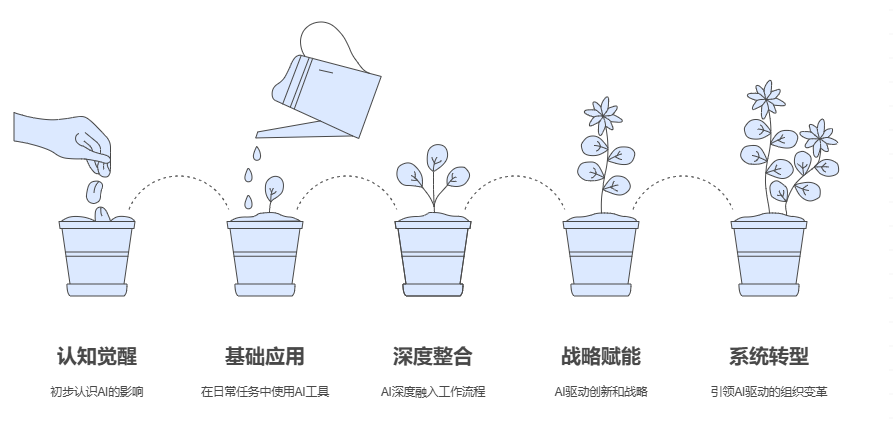 认知觉醒
初步认识AI的影响
基础应用
在日常任务中使用AI工具
深度整合
AI深度融入工作流程
战略赋能
AI驱动创新和战略
系统转型
引领AI驱动的组织变革